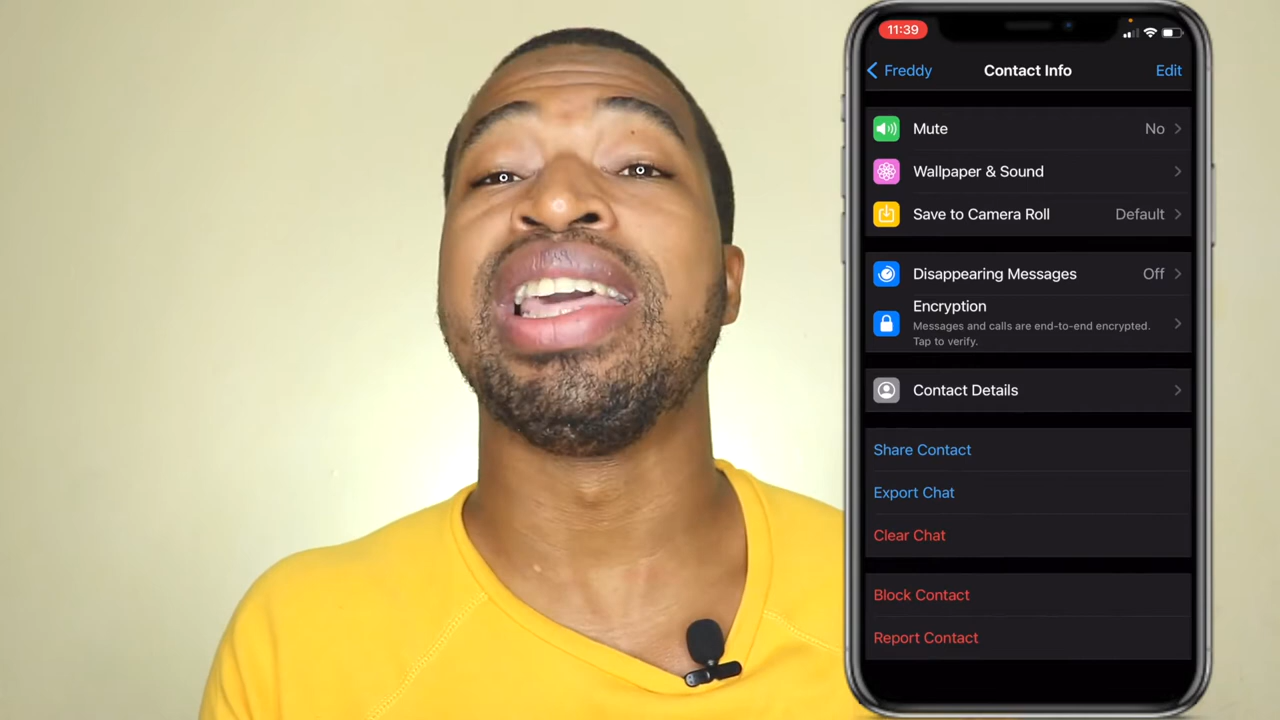 11:39
Freddy
Contact Info
Edit
Mute
No
Wallpaper & Sound
Save to Camera Roll
Default
Disappearing Messages
Off
Encryption
Messages and calls are end-to-end encrypted.
Tap to verify.
Contact Details
Share Contact
Export Chat
Clear Chat
Block Contact
Report Contact